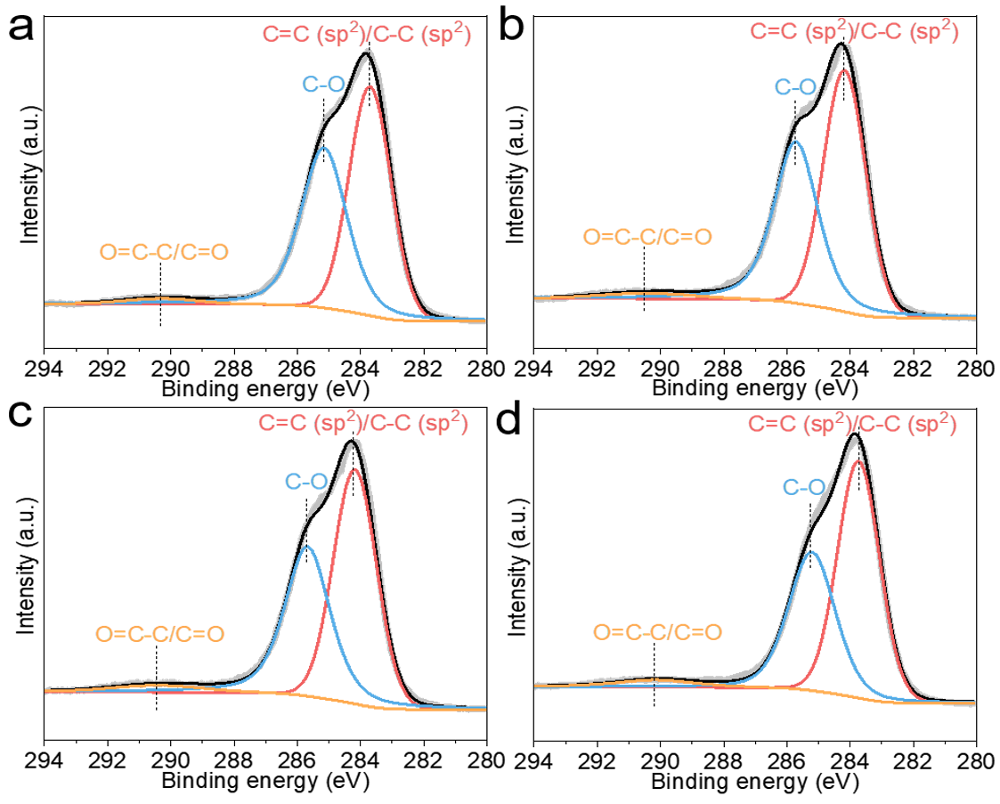 a
C=C (sp²)/C-C (sp²)
C-O
O=C-C/C=O
Intensity (a.u.)
294 292 290 288 286 284 282 280
Binding energy (eV)
b
C=C (sp²)/C-C (sp²)
C-O
O=C-C/C=O
Intensity (a.u.)
294 292 290 288 286 284 282 280
Binding energy (eV)
c
C=C (sp²)/C-C (sp²)
C-O
O=C-C/C=O
Intensity (a.u.)
294 292 290 288 286 284 282 280
Binding energy (eV)
d
C=C (sp²)/C-C (sp²)
C-O
O=C-C/C=O
Intensity (a.u.)
294 292 290 288 286 284 282 280
Binding energy (eV)